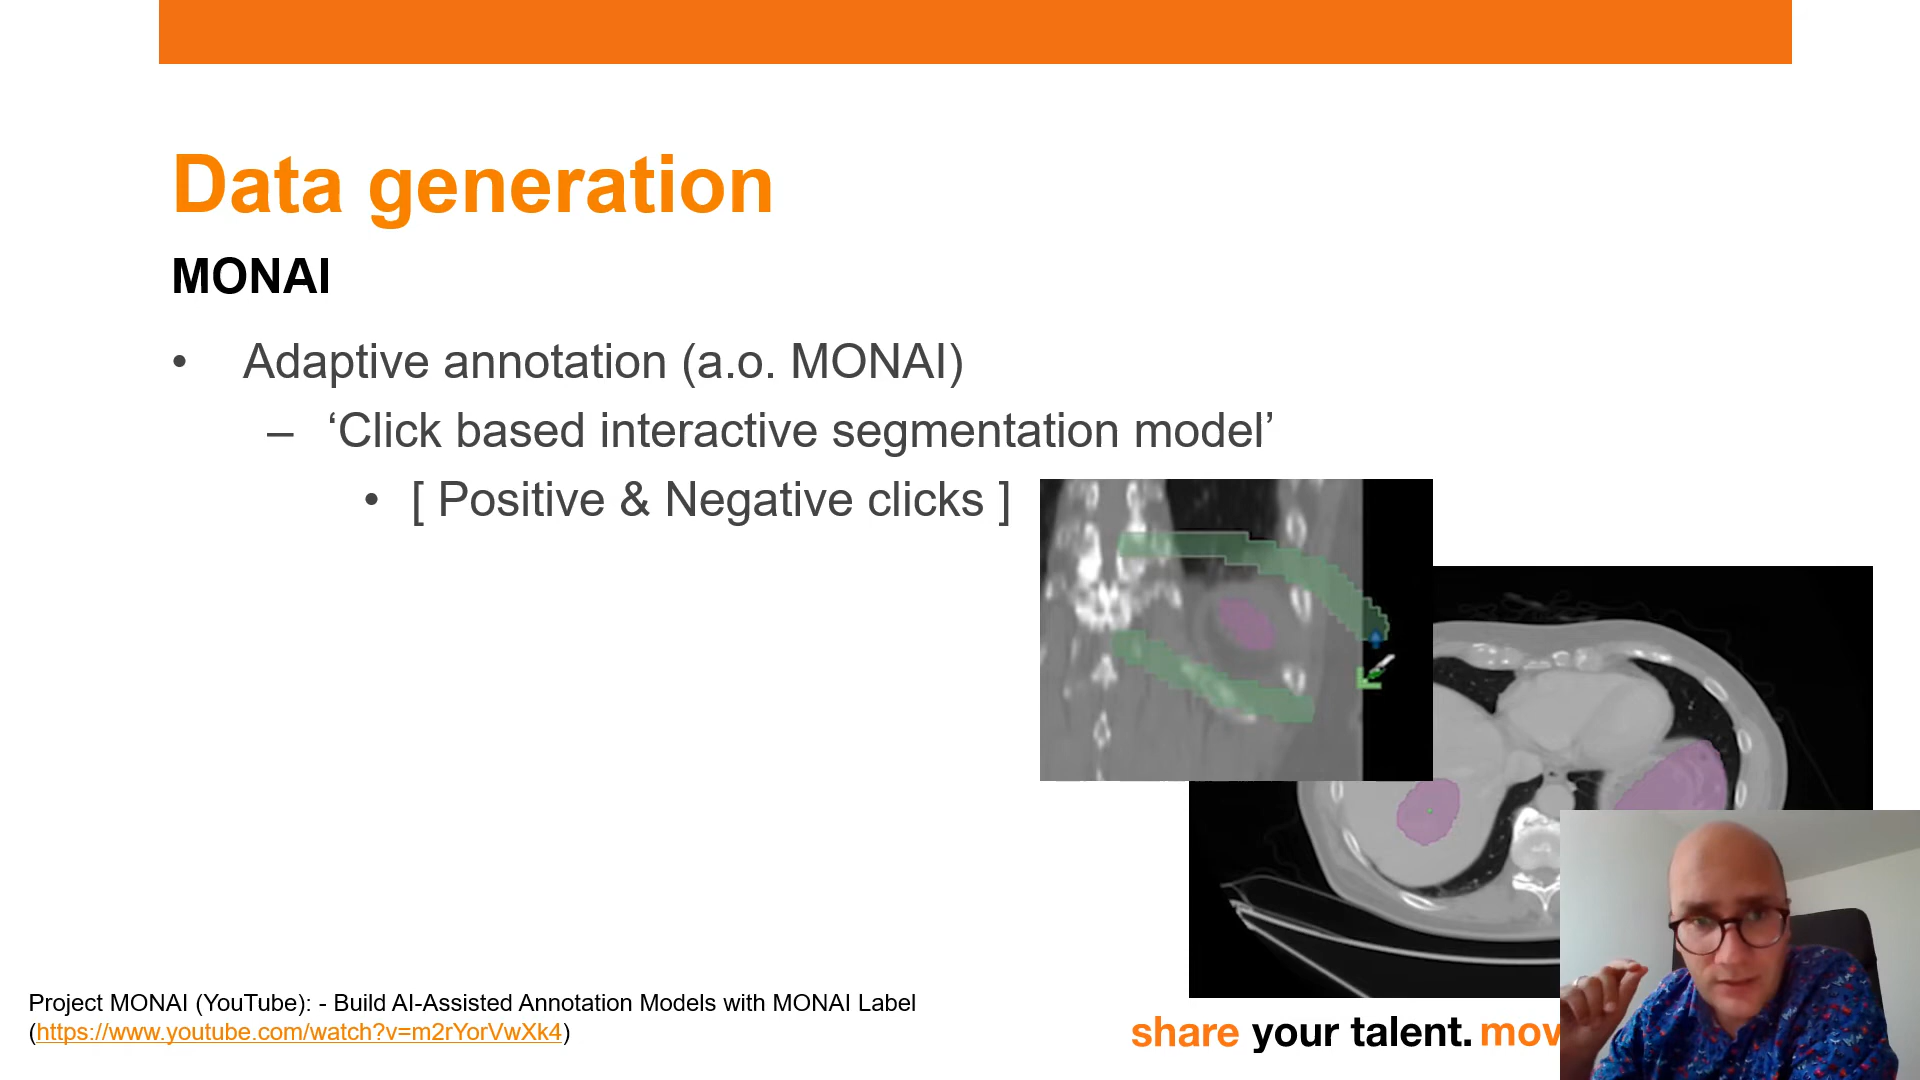 Data generation
MONAI
• Adaptive annotation (a.o. MONAI)
– ‘Click based interactive segmentation model’
• [ Positive & Negative clicks ]
Project MONAI (YouTube): - Build AI-Assisted Annotation Models with MONAI Label
(https://www.youtube.com/watch?v=m2rYorVwXk4)
share your talent. mov